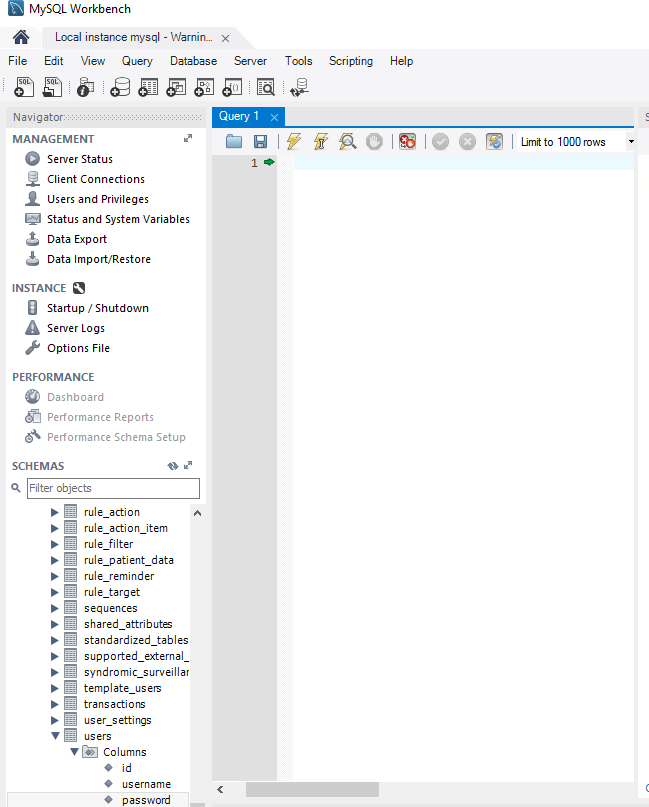 MySQL Workbench
Local instance mysql - Warnin...
File Edit View Query Database Server Tools Scripting Help
Navigator
MANAGEMENT
Server Status
Client Connections
Users and Privileges
Status and System Variables
Data Export
Data Import/Restore
INSTANCE
Startup / Shutdown
Server Logs
Options File
PERFORMANCE
Dashboard
Performance Reports
Performance Schema Setup
SCHEMAS
Filter objects
rule_action
rule_action_item
rule_filter
rule_patient_data
rule_reminder
rule_target
sequences
shared_attributes
standardized_tables
supported_external_
syndromic_surveillar
template_users
transactions
user_settings
users
Columns
id
username
password
Query 1
Limit to 1000 rows
1